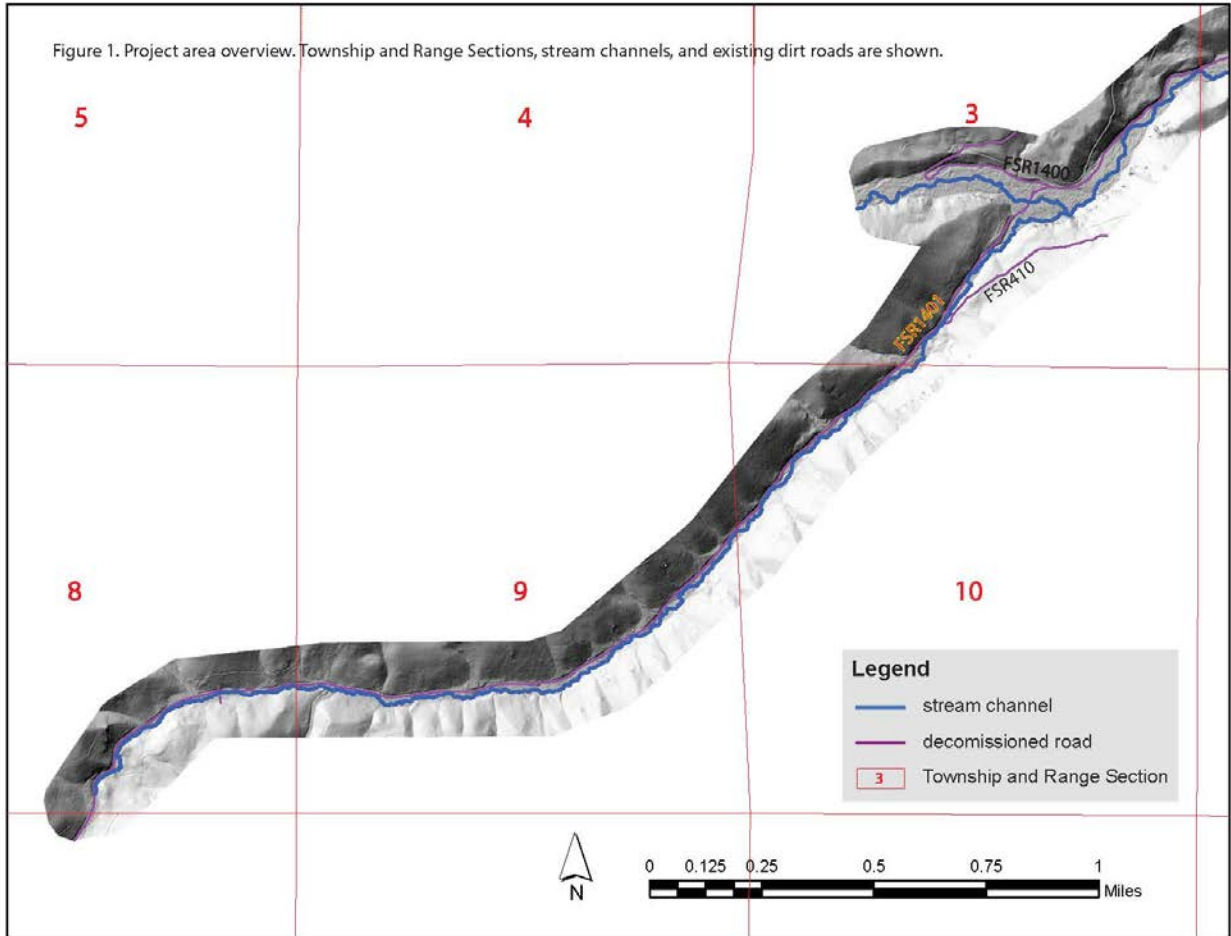 Figure 1. Project area overview. Township and Range Sections, stream channels, and existing dirt roads are shown.
5
4
3
FSR1400
FSR410
FSR1401
8
9
10
Legend
stream channel
decomissioned road
3 Township and Range Section
N
0 0.125 0.25 0.5 0.75 1
Miles